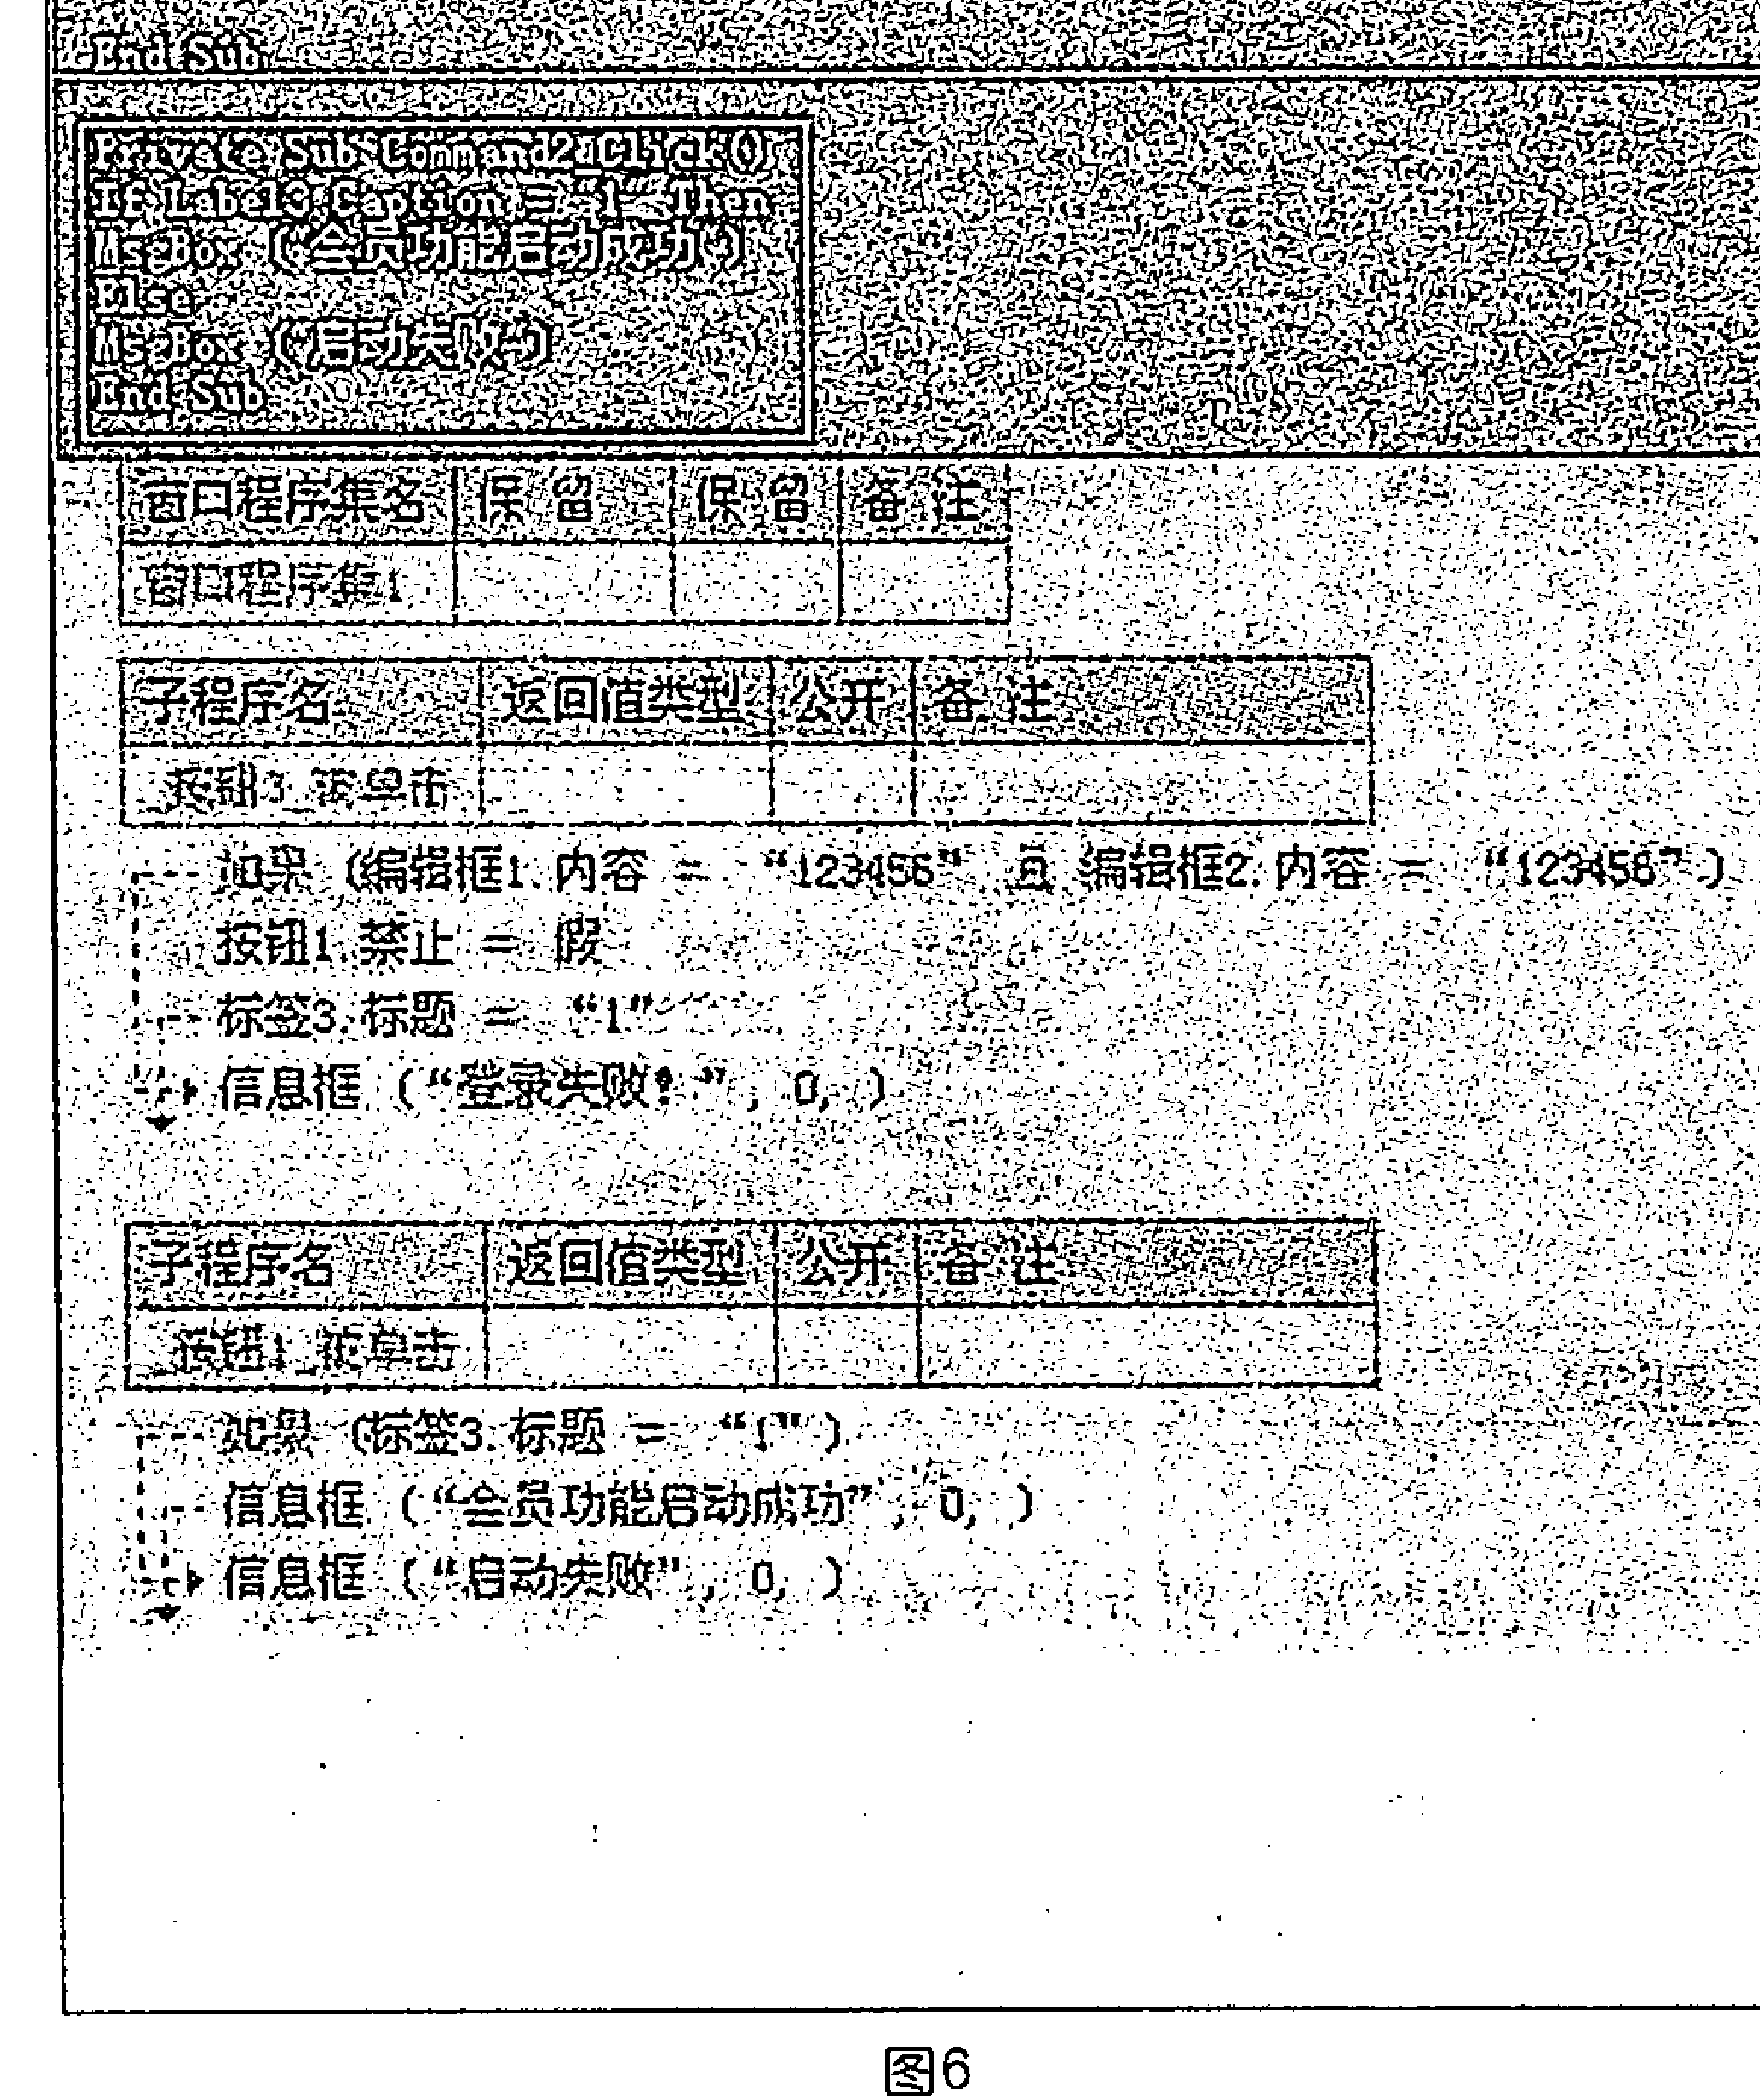 End Sub
Private Sub Command2_Click()
If Label3.Caption = "1" Then
MsgBox ("会员功能启动成功")
Else
MsgBox ("启动失败")
End Sub
窗口程序集名 保 留 保 留 备 注
窗口程序集1
子程序名 返回值类型 公开 备 注
_按钮3_被单击
如果 (编辑框1.内容 = “123456” 且 编辑框2.内容 = “123456”)
按钮1.禁止 = 假
标签3.标题 = “1”
信息框 (“登录失败！”, 0, )
子程序名 返回值类型 公开 备 注
_按钮1_被单击
如果 (标签3.标题 = “1”)
信息框 (“会员功能启动成功”, 0, )
信息框 (“启动失败”, 0, )
图6